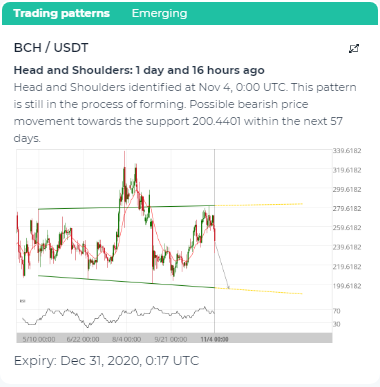 Trading patterns Emerging
BCH / USDT
Head and Shoulders: 1 day and 16 hours ago
Head and Shoulders identified at Nov 4, 0:00 UTC. This pattern
is still in the process of forming. Possible bearish price
movement towards the support 200.4401 within the next 57
days.
339.6182
319.6182
299.6182
279.6182
259.6182
239.6182
219.6182
199.6182
70
30
5/10 00:00 6/22 00:00 8/4 00:00 9/21 00:00 11/4 00:00
Expiry: Dec 31, 2020, 0:17 UTC